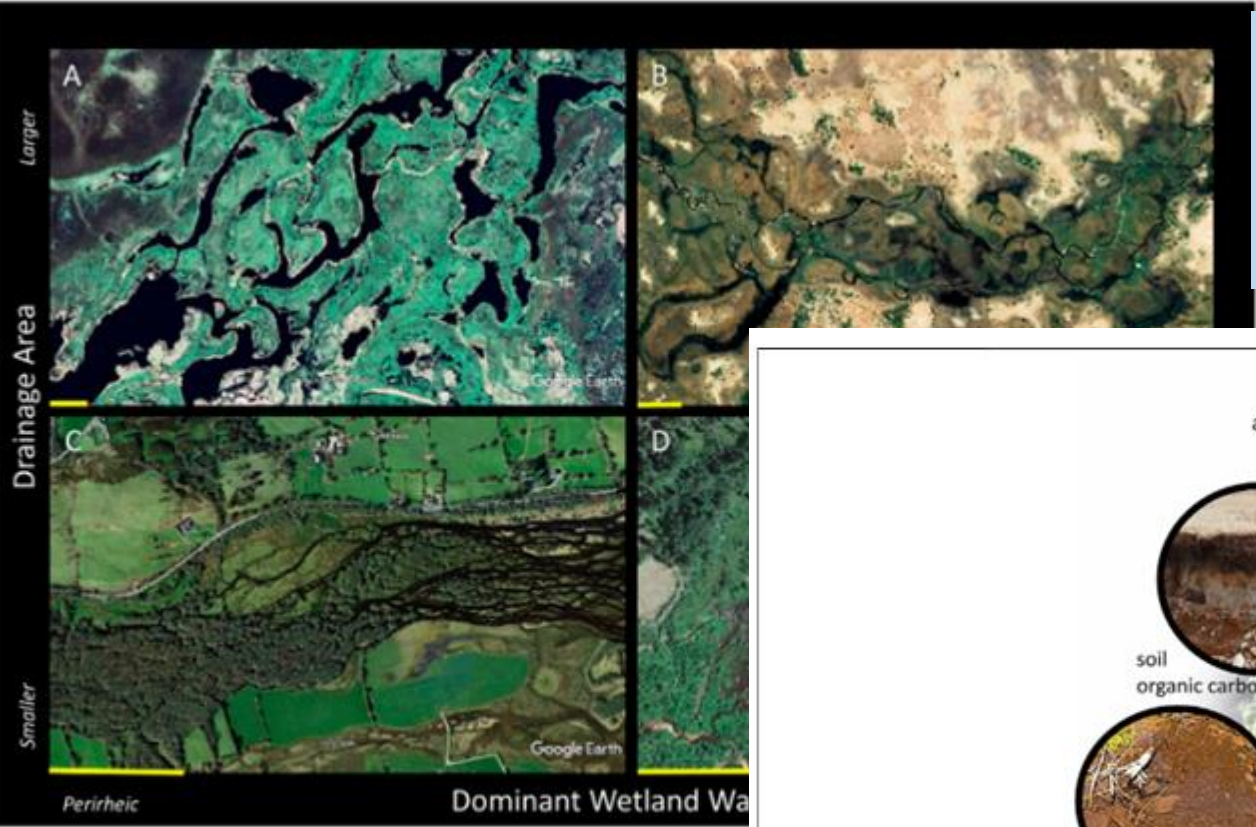 A
B
Larger
Google Earth
Drainage Area
C
D
Smaller
Google Earth
Perirheic
Dominant Wetland Wa
a
soil
organic carbo